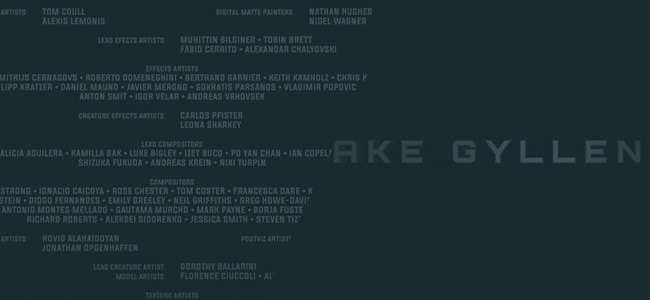 ARTISTS TOM COULL DIGITAL MATTE PAINTERS NATHAN HUGHES
ALEXIS LEMONIS NIGEL WAGNER
LEAD EFECTS ARTISTS MUHITTIN BILGINER • TOBIN BRETT
FABIO CERRITO • ALEXANDAR CHALYOVSKI
EFFECTS ARTISTS
MITRIJS CERNAGOVS • ROBERTO DOMENEGHINI • BERTRAND GARNIER • KEITH KAMHOLZ • CHRIS
LIPP KRATZER • DANIEL MAUND • JAVIER MEROND • SOKRATIS PARSANOS • VLADIMIR POPOVIC
ANTON SMIT • IGOR VELAR • ANDREAS VRHOVSEK
CREATURE EFFECTS ARTISTS CARLOS PFISTER
LEONA SHARKEY
LEAD COMPOSITORS
ALICIA AGUILERA • KAMILLA BAK • LUKE BIGLEY • IZET BUCO • PO YAN CHAN • IAN COPEL
AKE GYLLEN
SHIZUKA FUKUDA • ANDREAS KREIN • NIKI TURPIN
COMPOSITORS
STRONG • IGNACIO CAICOYA • ROSE CHESTER • TOM COSTER • FRANCESCA DARE •
STEIN • DIOGO FERNANDES • EMILY GREELEY • NEIL GRIFFITHS • GREG HOWE-DAVI
ANTONIO MONTES MELLADO • GAUTAMA MURCHO • MARK PAYNE • BORJA FUSTE
RICHARD ROBERTS • ALEKSEI SIDORENKO • JESSICA SMITH • STEVEN
ARTISTS HOVIG ALAHAIDOYAN POSTVIZ ARTIST
JONATHAN OPGENHAFFEN
LEAD CREATURE ARTIST DOROTHY BALLARINI
MODEL ARTISTS FLORENCE CIUCCOLI •
TEXTURE ARTISTS